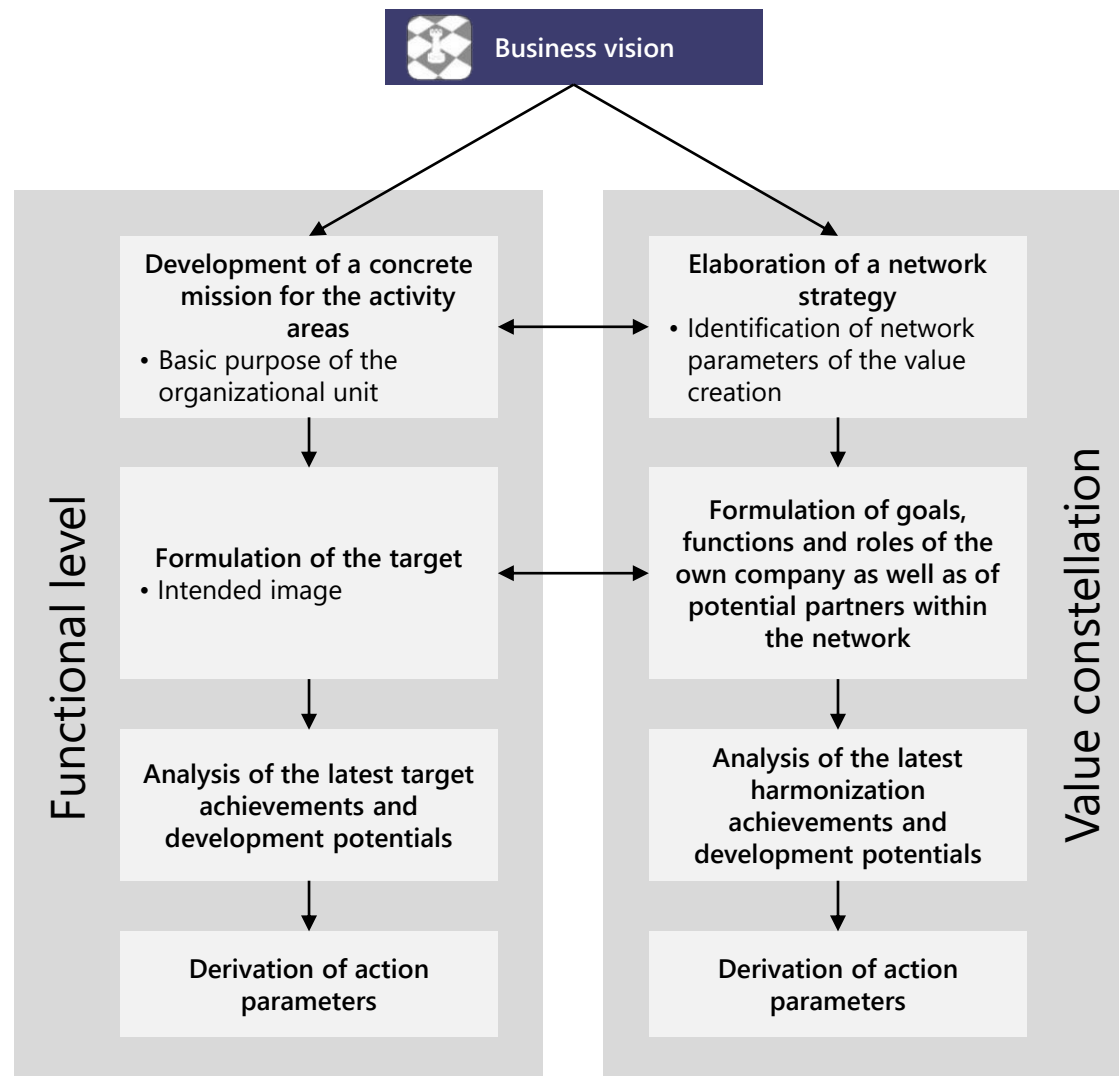 Business vision
Functional level
Development of a concrete
mission for the activity
areas
• Basic purpose of the
organizational unit
Formulation of the target
• Intended image
Analysis of the latest target
achievements and
development potentials
Derivation of action
parameters
Elaboration of a network
strategy
• Identification of network
parameters of the value
creation
Formulation of goals,
functions and roles of the
own company as well as of
potential partners within
the network
Analysis of the latest
harmonization
achievements and
development potentials
Derivation of action
parameters
Value constellation